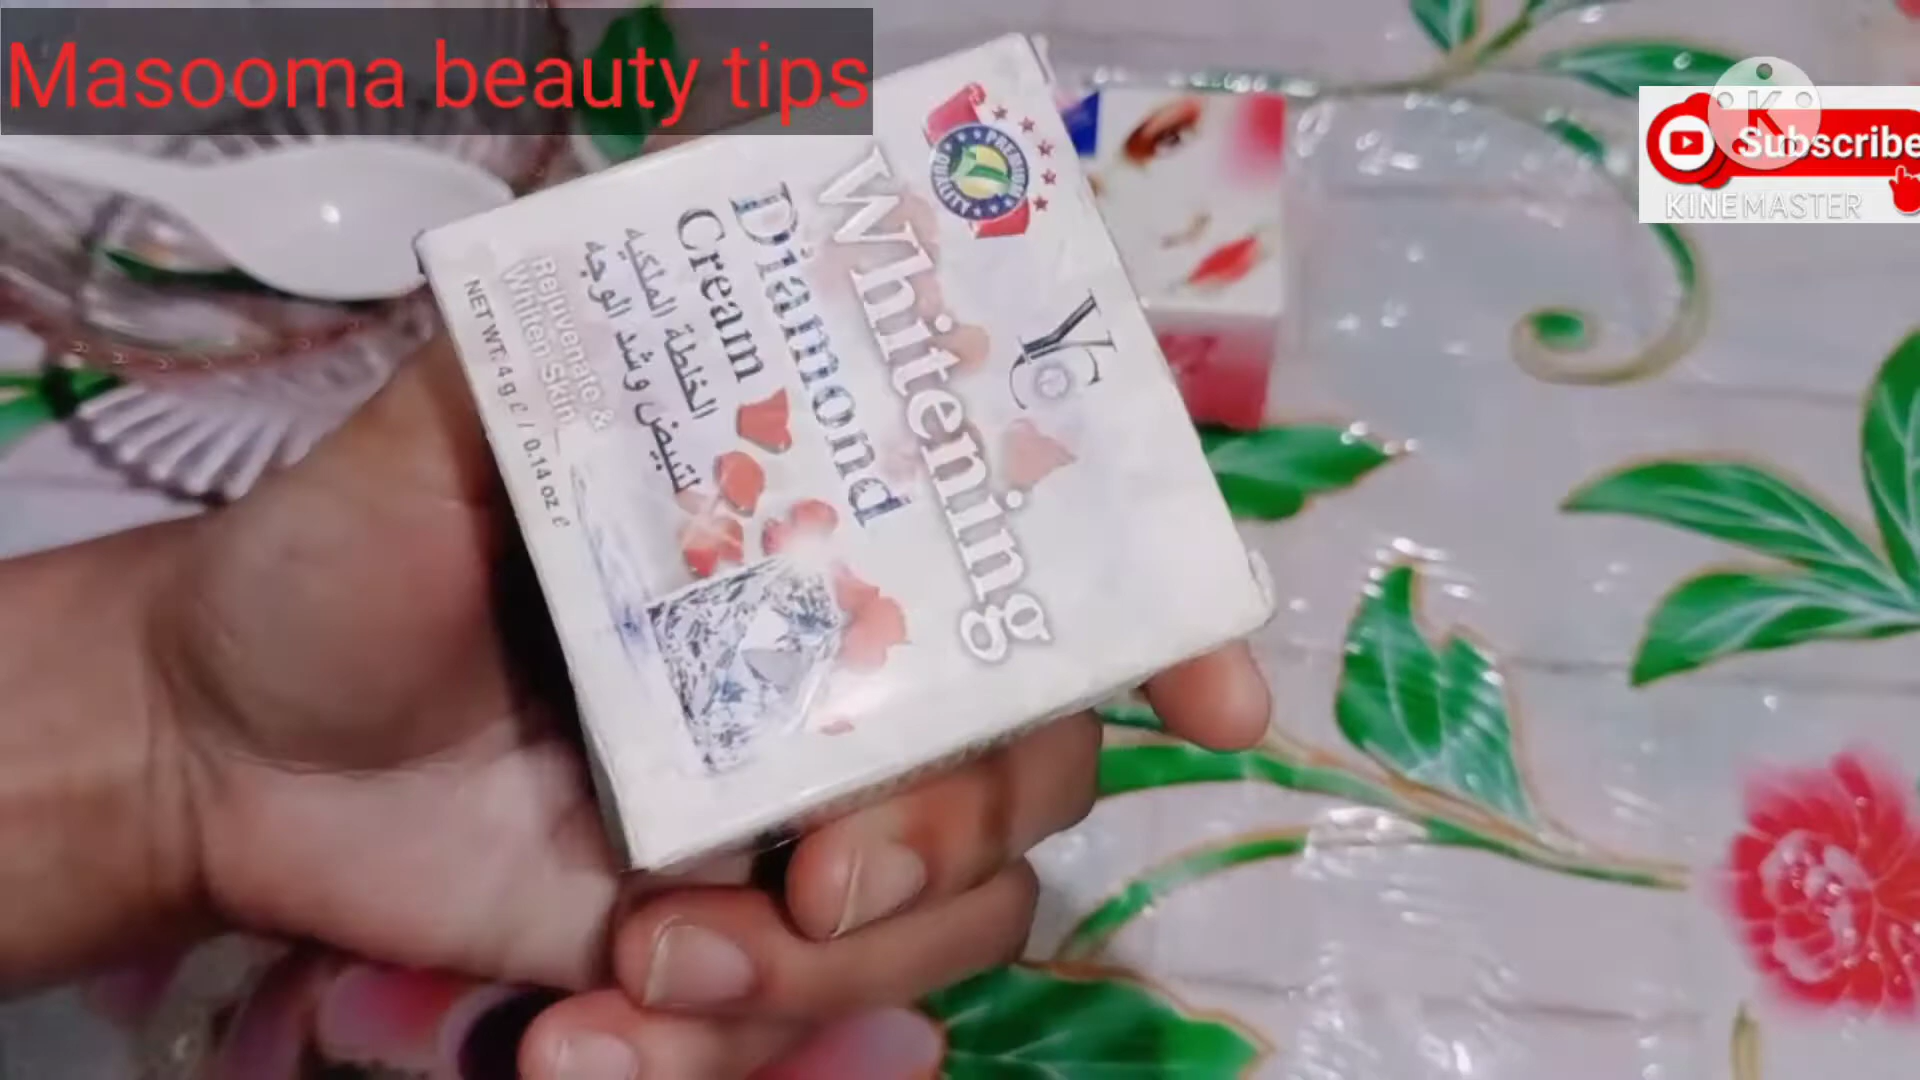 Masooma beauty tips
Subscribe
KINEMASTER
PREMIUM
QUALITY
YC
Whitening
Diamond
Cream
الخلطة الملكيه
لتبيض وشد الوجه
Rejuvenate &
Whiten Skin
NET WT. 4 g ℮ / 0.14 oz ℮